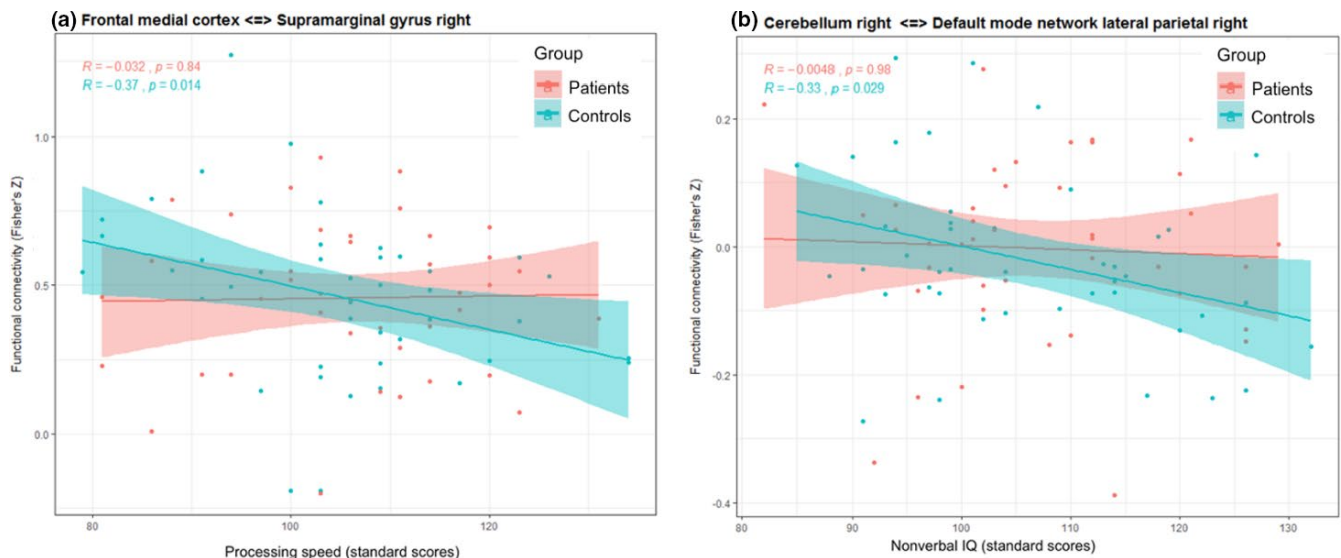 (a) Frontal medial cortex <=> Supramarginal gyrus right
R = −0.032 , p = 0.84
R = −0.37 , p = 0.014
Group
Patients
Controls
Functional connectivity (Fisher's Z)
1.0
0.5
0.0
80 100 120
Processing speed (standard scores)
(b) Cerebellum right <=> Default mode network lateral parietal right
R = −0.0048 , p = 0.98
R = −0.33 , p = 0.029
Group
Patients
Controls
Functional connectivity (Fisher's Z)
0.2
0.0
-0.2
-0.4
80 90 100 110 120 130
Nonverbal IQ (standard scores)